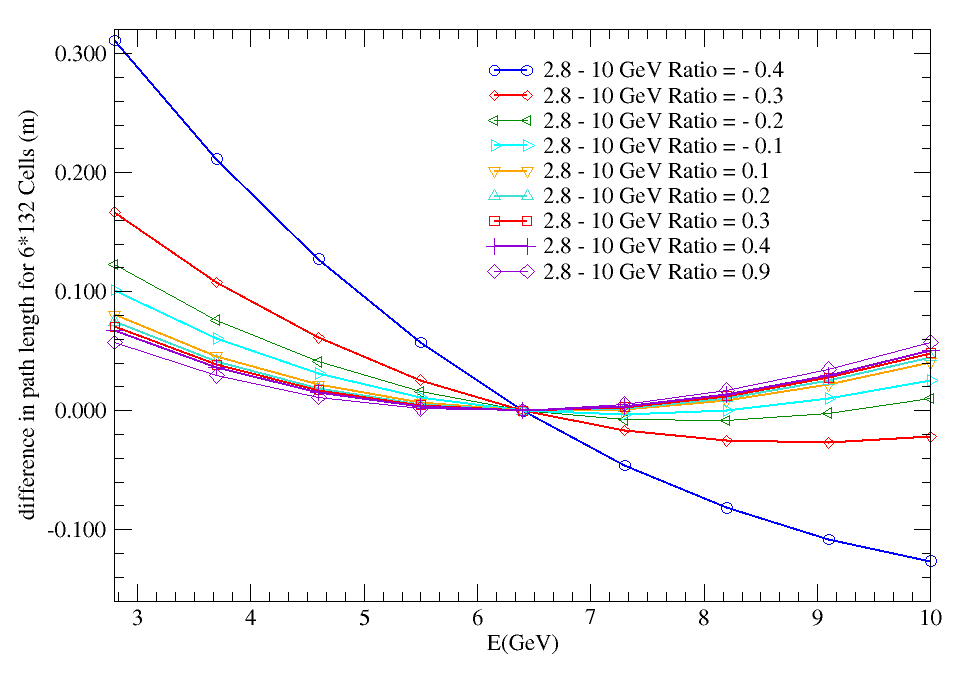 0.300
0.200
0.100
0.000
-0.100
difference in path length for 6*132 Cells (m)
2.8 - 10 GeV Ratio = - 0.4
2.8 - 10 GeV Ratio = - 0.3
2.8 - 10 GeV Ratio = - 0.2
2.8 - 10 GeV Ratio = - 0.1
2.8 - 10 GeV Ratio = 0.1
2.8 - 10 GeV Ratio = 0.2
2.8 - 10 GeV Ratio = 0.3
2.8 - 10 GeV Ratio = 0.4
2.8 - 10 GeV Ratio = 0.9
3 4 5 6 7 8 9 10
E(GeV)